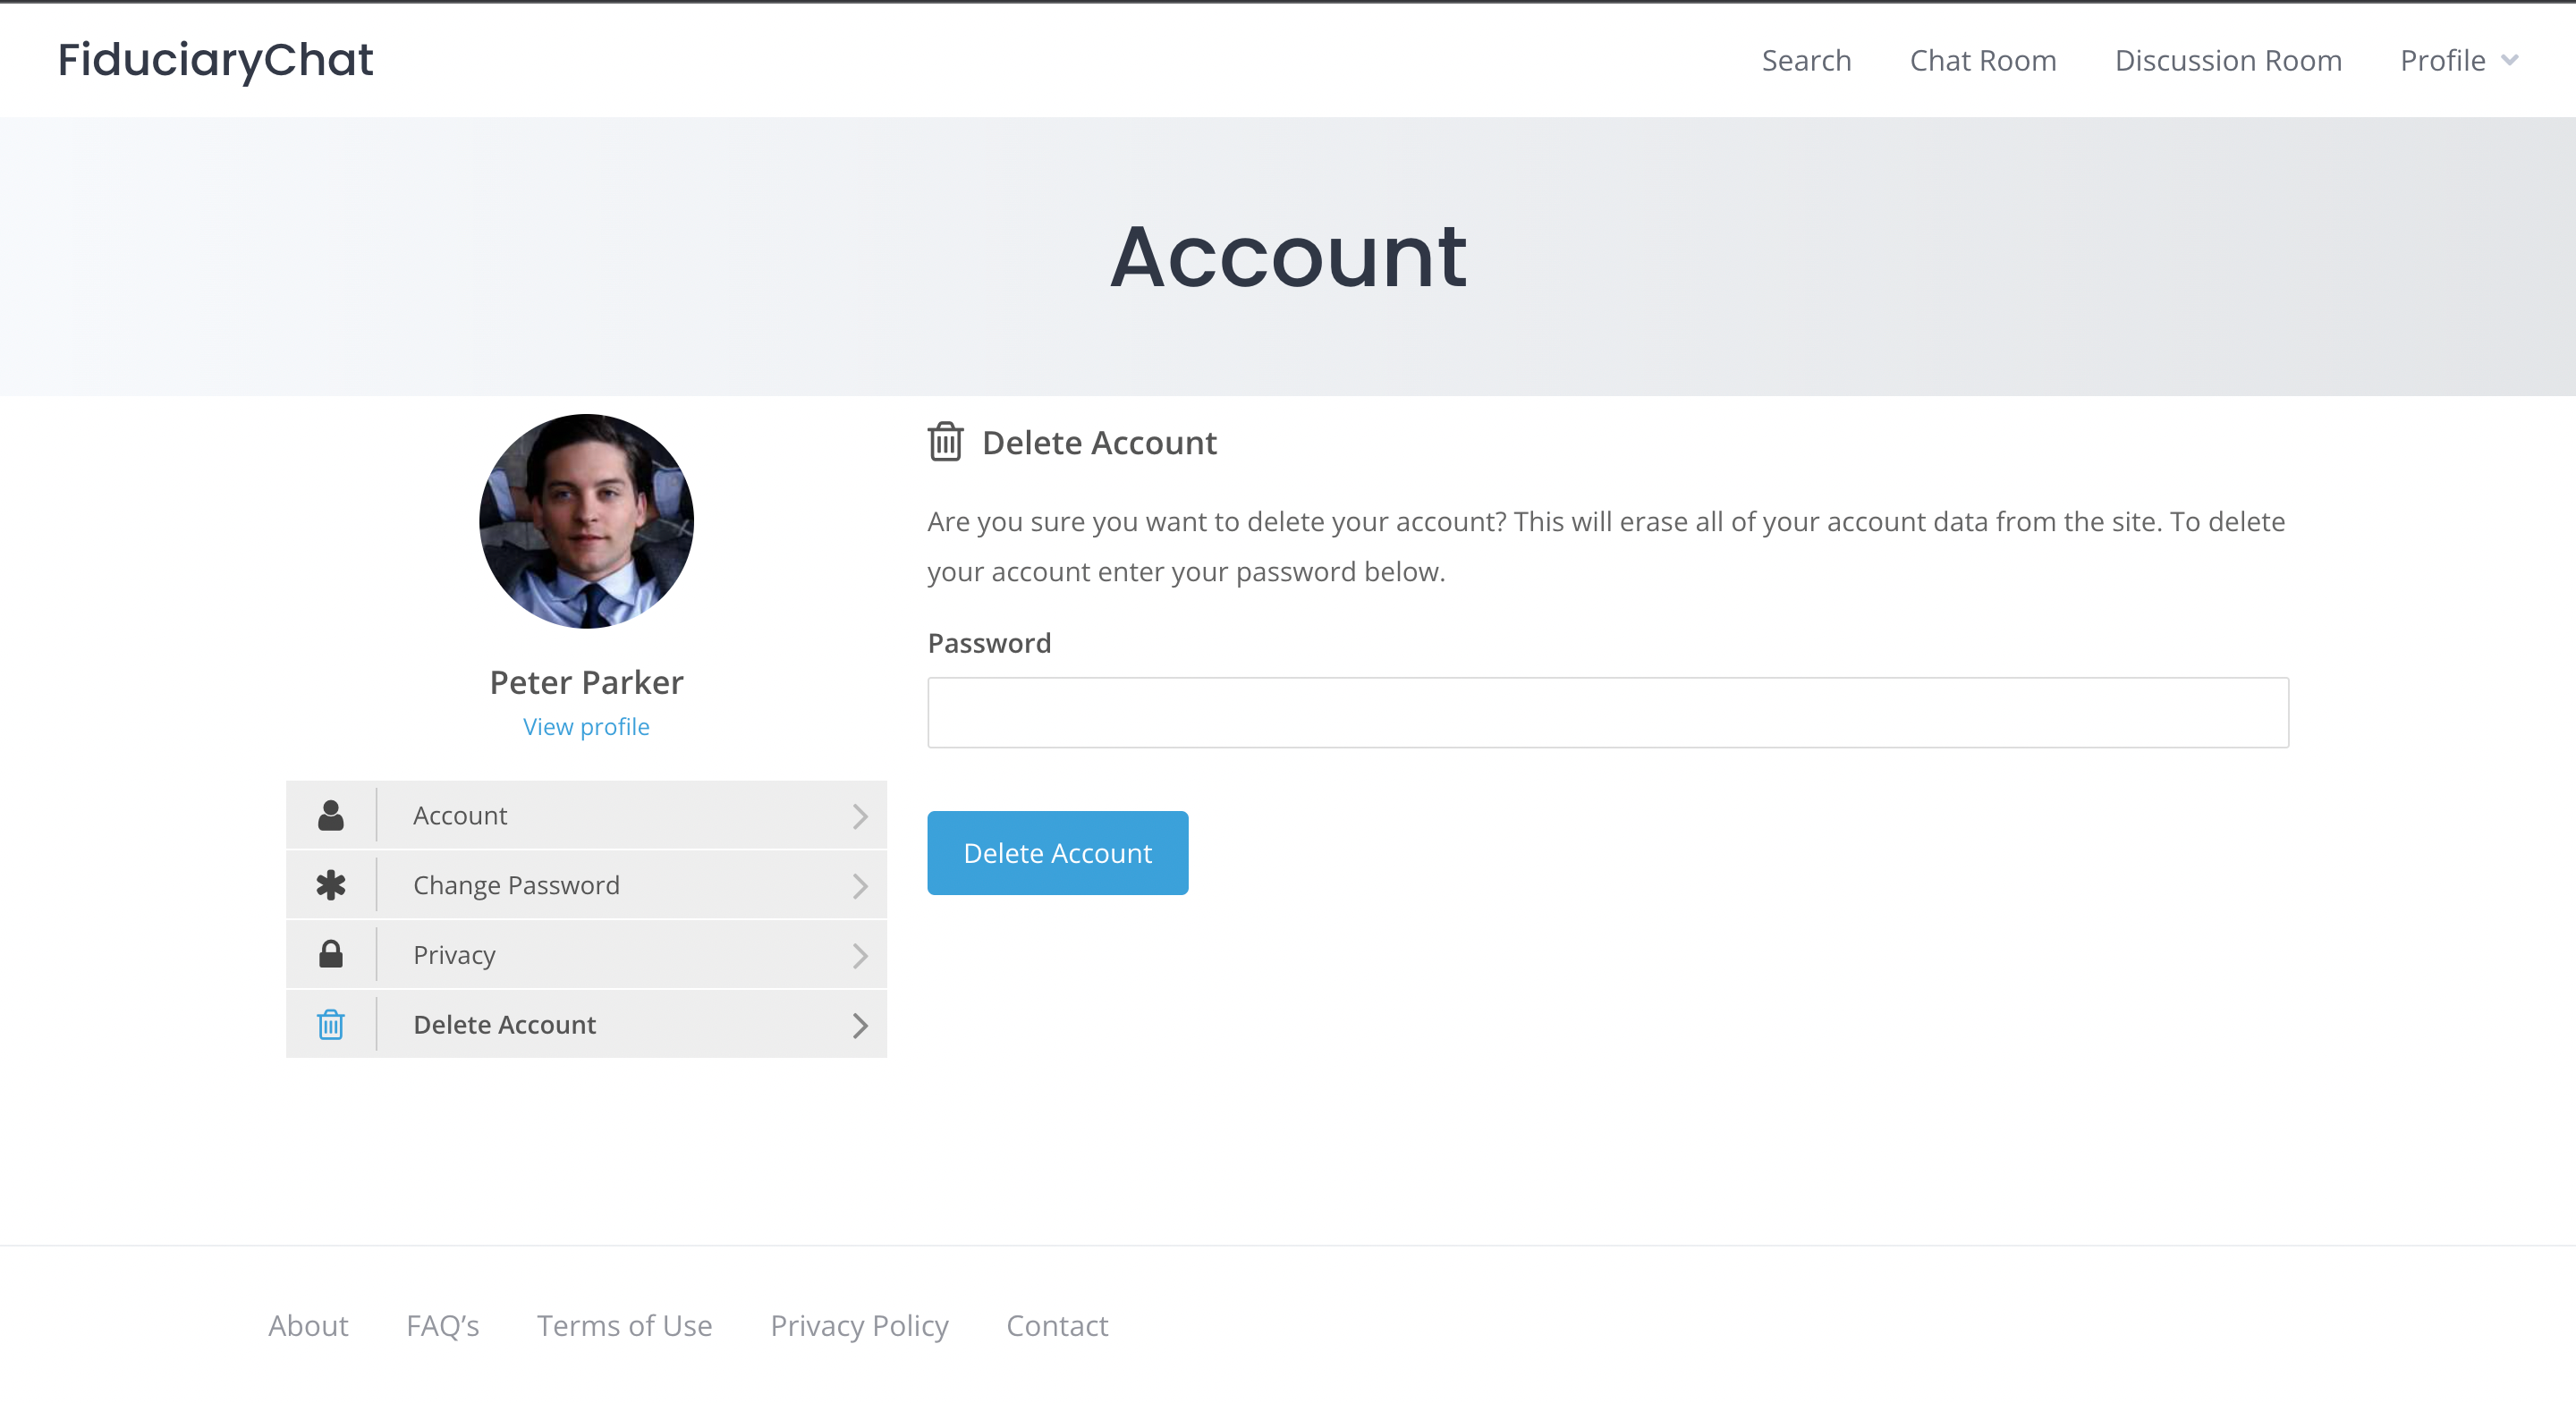 FiduciaryChat
Search
Chat Room
Discussion Room
Profile
Account
Peter Parker
View profile
Account
Change Password
Privacy
Delete Account
Delete Account
Are you sure you want to delete your account? This will erase all of your account data from the site. To delete
your account enter your password below.
Password
Delete Account
About
FAQ’s
Terms of Use
Privacy Policy
Contact